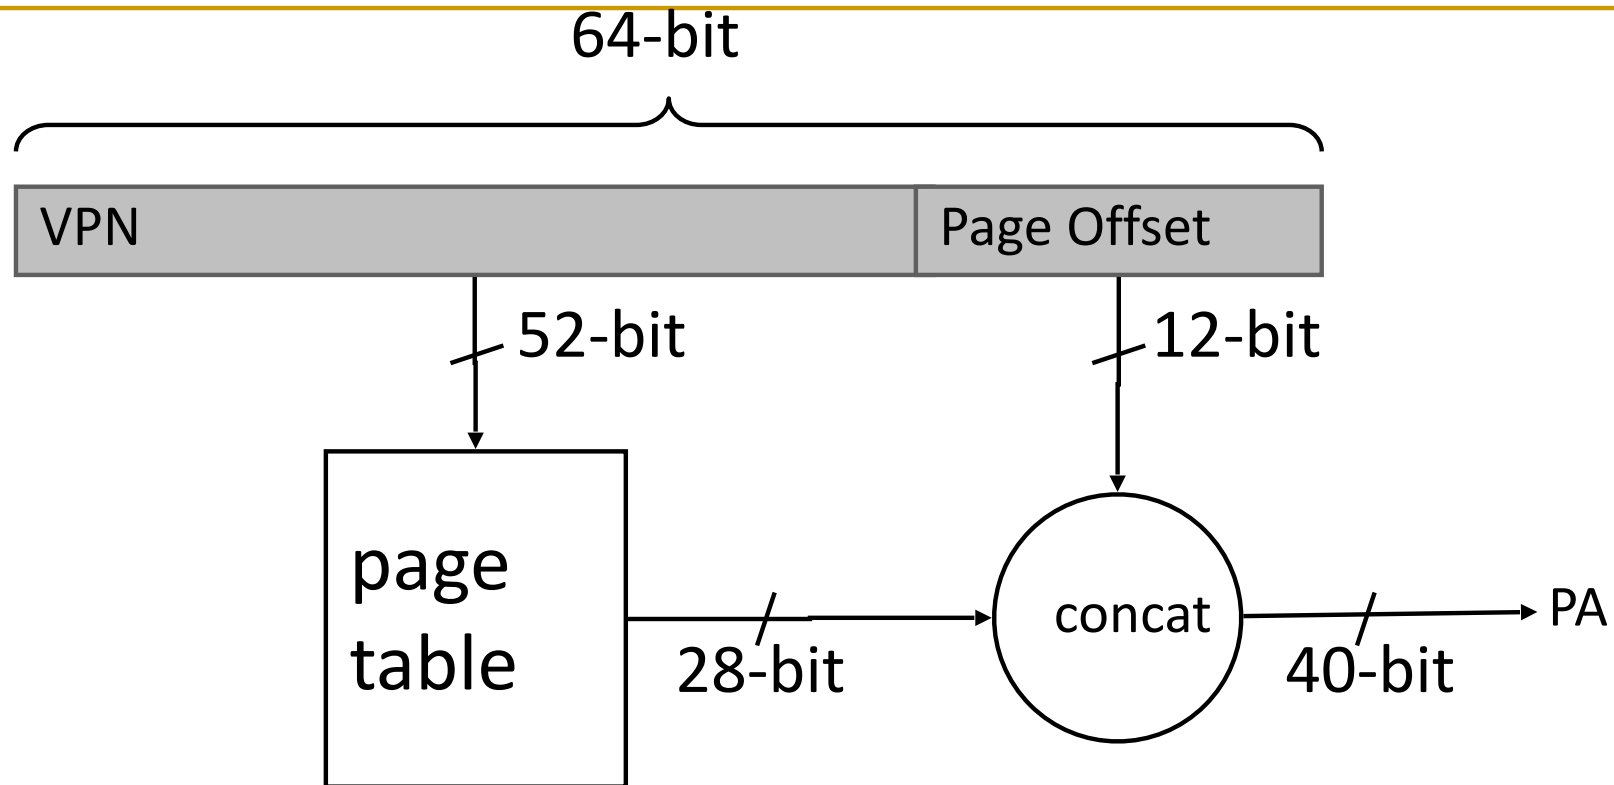 64-bit
VPN
Page Offset
52-bit
12-bit
page
table
28-bit
concat
40-bit
PA